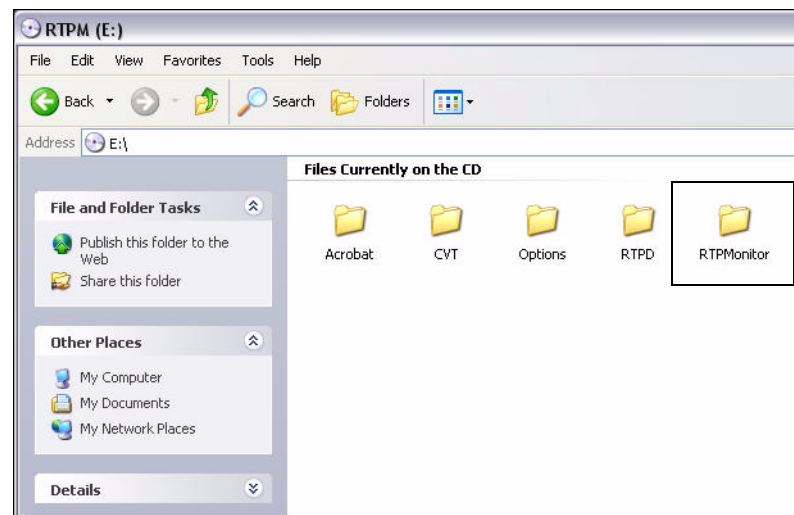 RTPM (E:)
File Edit View Favorites Tools Help
Back Search Folders
Address E:\
Files Currently on the CD
File and Folder Tasks
Publish this folder to the
Web
Share this folder
Other Places
My Computer
My Documents
My Network Places
Details
Acrobat CVT Options RTPD RTPMonitor